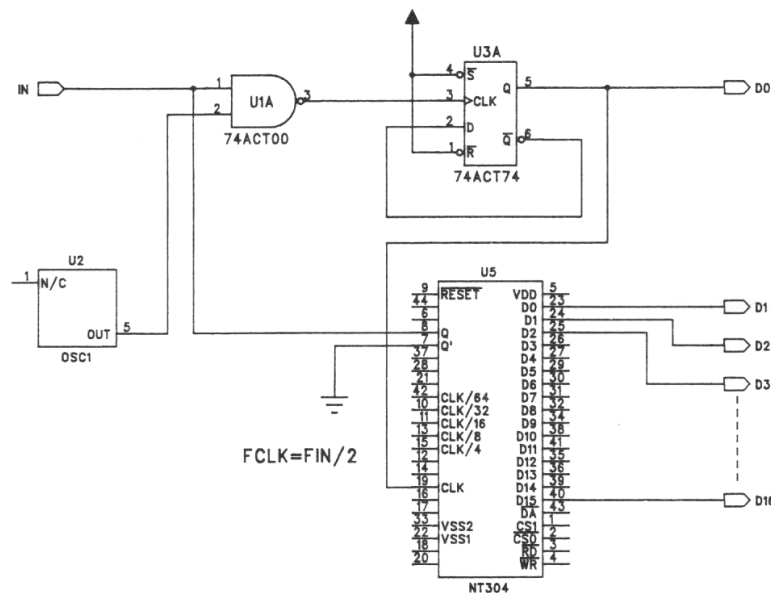 U3A
4 S 5
Q
IN 1 3 3 CLK D0
U1A
2 2 D 6
Q
74ACT00 1 R
74ACT74
U2 U5
1 N/C 9 RESET VDD 5
44 D0 23 D1
6 D1 24
8 Q D2 25
OUT 5 7 Q' D3 26 D2
OSC1 37 D4 27
28 D5 29
21 D6 30 D3
42 CLK/64 D7 31
10 CLK/32 D8 32
11 CLK/16 D9 34
13 CLK/8 D10 38
FCLK=FIN/2 15 CLK/4 D11 41
12 D12 35
14 D13 36
19 CLK D14 39
16 D15 40 D16
17 DA 43
33 VSS2 CS1 1
22 VSS1 CS0 2
18 RD 3
20 WR 4
NT304